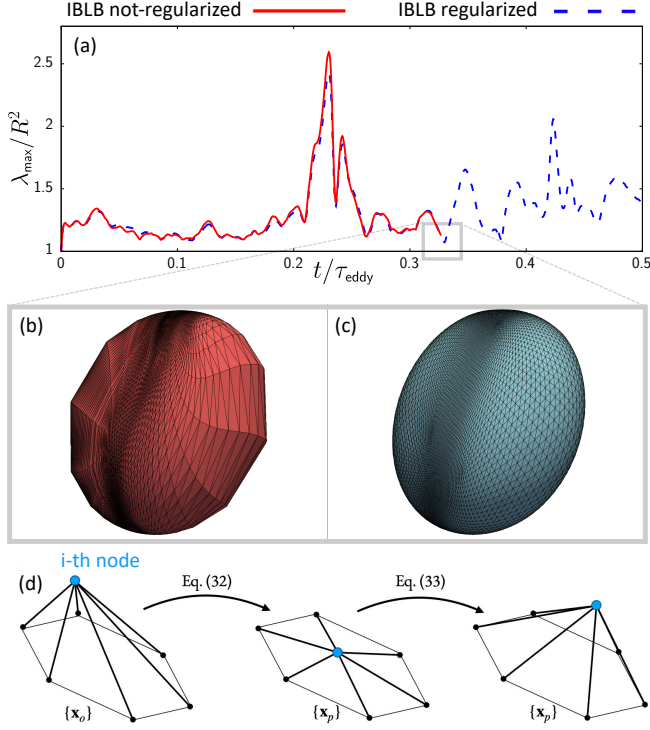 IBLB not-regularized IBLB regularized
(a)
2.5
2
1.5
1
λmax/R²
0 0.1 0.2 0.3 0.4 0.5
t/τeddy
(b) (c)
i-th node
(d)
Eq. (32) Eq. (33)
{𝐱ₒ} {𝐱ₚ} {𝐱ₚ}